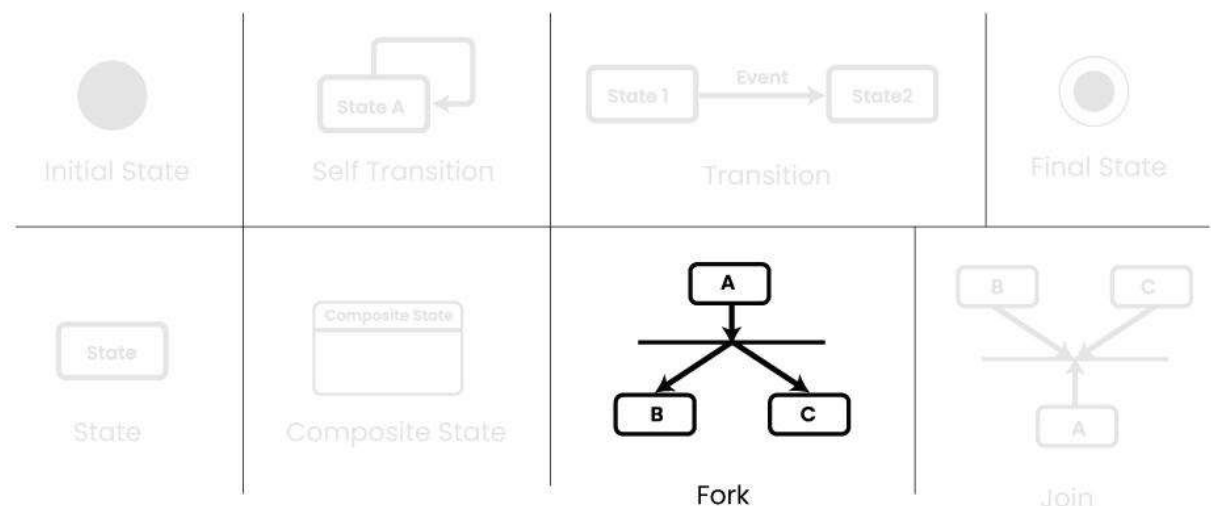 State A
State 1
Event
State2
Initial State
Self Transition
Transition
Final State
A
B
C
State
Composite State
B
C
A
State
Composite State
Fork
Join